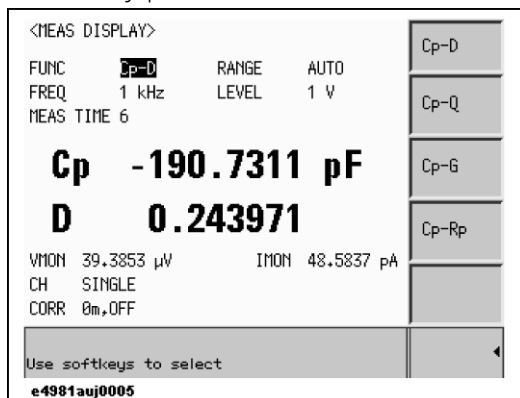 <MEAS DISPLAY>
FUNC Cp-D RANGE AUTO
FREQ 1 kHz LEVEL 1 V
MEAS TIME 6
Cp -190.7311 pF
D 0.243971
VMON 39.3853 µV IMON 48.5837 pA
CH SINGLE
CORR 0m,OFF
Use softkeys to select
Cp-D
Cp-Q
Cp-G
Cp-Rp
e4981auj0005